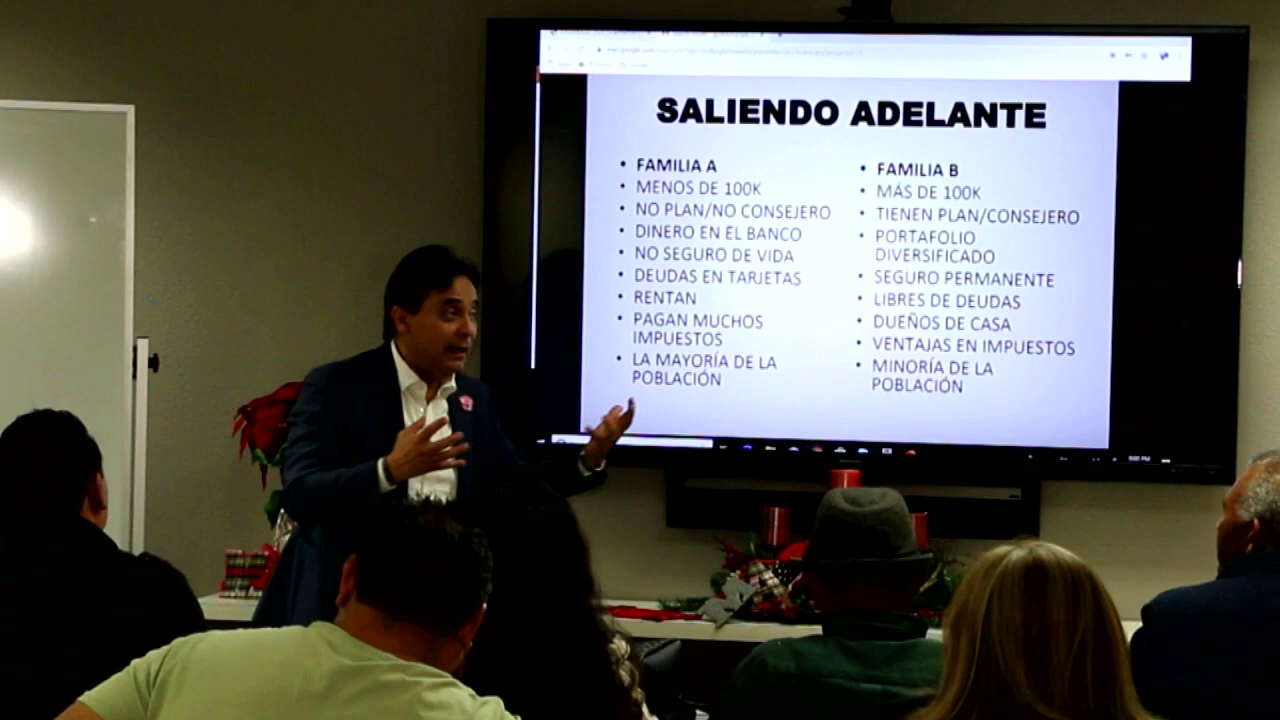 SALIENDO ADELANTE
• FAMILIA A
• MENOS DE 100K
• NO PLAN/NO CONSEJERO
• DINERO EN EL BANCO
• NO SEGURO DE VIDA
• DEUDAS EN TARJETAS
• RENTAN
• PAGAN MUCHOS
IMPUESTOS
• LA MAYORÍA DE LA
POBLACIÓN
• FAMILIA B
• MÁS DE 100K
• TIENEN PLAN/CONSEJERO
• PORTAFOLIO
DIVERSIFICADO
• SEGURO PERMANENTE
• LIBRES DE DEUDAS
• DUEÑOS DE CASA
• VENTAJAS EN IMPUESTOS
• MINORÍA DE LA
POBLACIÓN